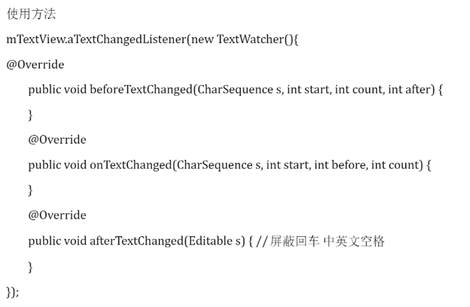 使用方法
mTextView.aTextChangedListener(new TextWatcher(){
@Override
public void beforeTextChanged(CharSequence s, int start, int count, int after) {
}
@Override
public void onTextChanged(CharSequence s, int start, int before, int count) {
}
@Override
public void afterTextChanged(Editable s) { // 屏蔽回车 中英文空格
}
});